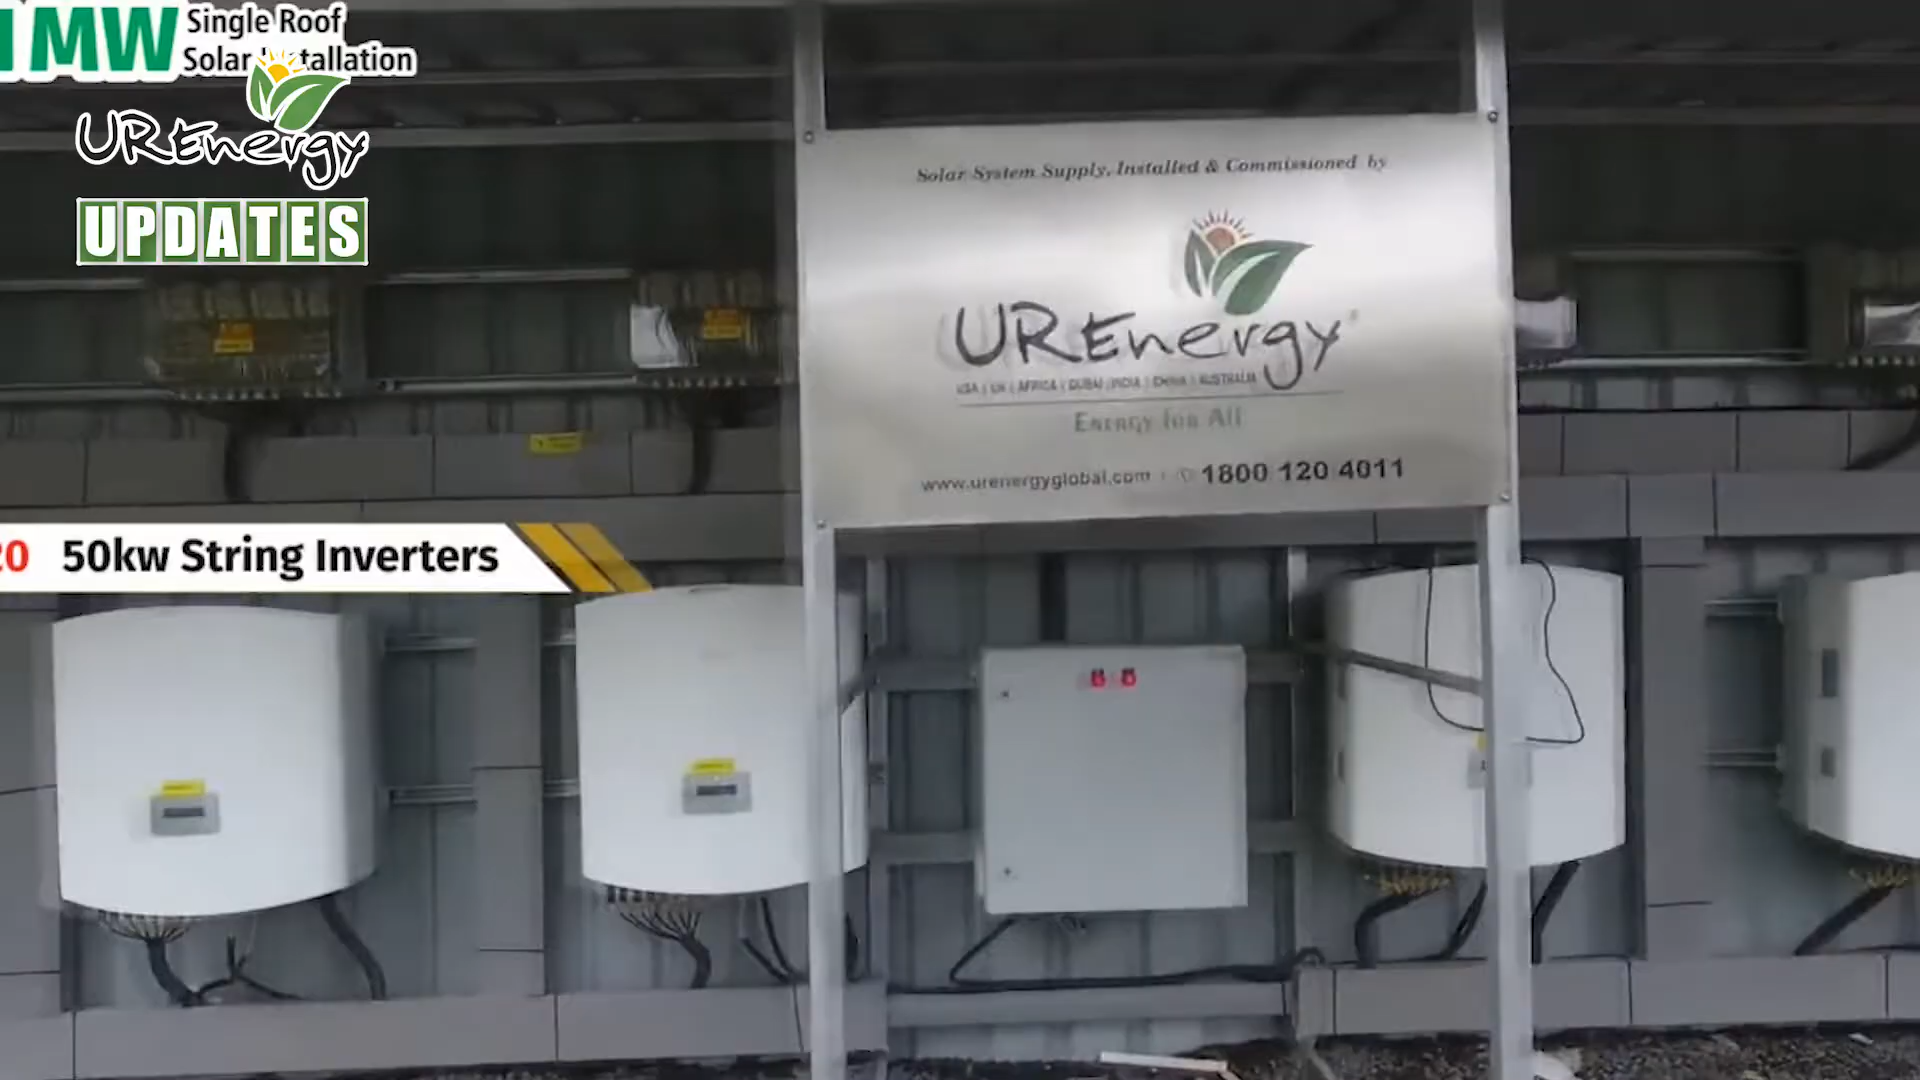 1MW Single Roof
Solar Installation
UREnergy
UPDATES
Solar System Supply, Installed & Commissioned by
UREnergy
USA | UK | AFRICA | DUBAI | INDIA | CHINA | AUSTRALIA
Energy for All
www.urenergyglobal.com | 1800 120 4011
20 50kw String Inverters